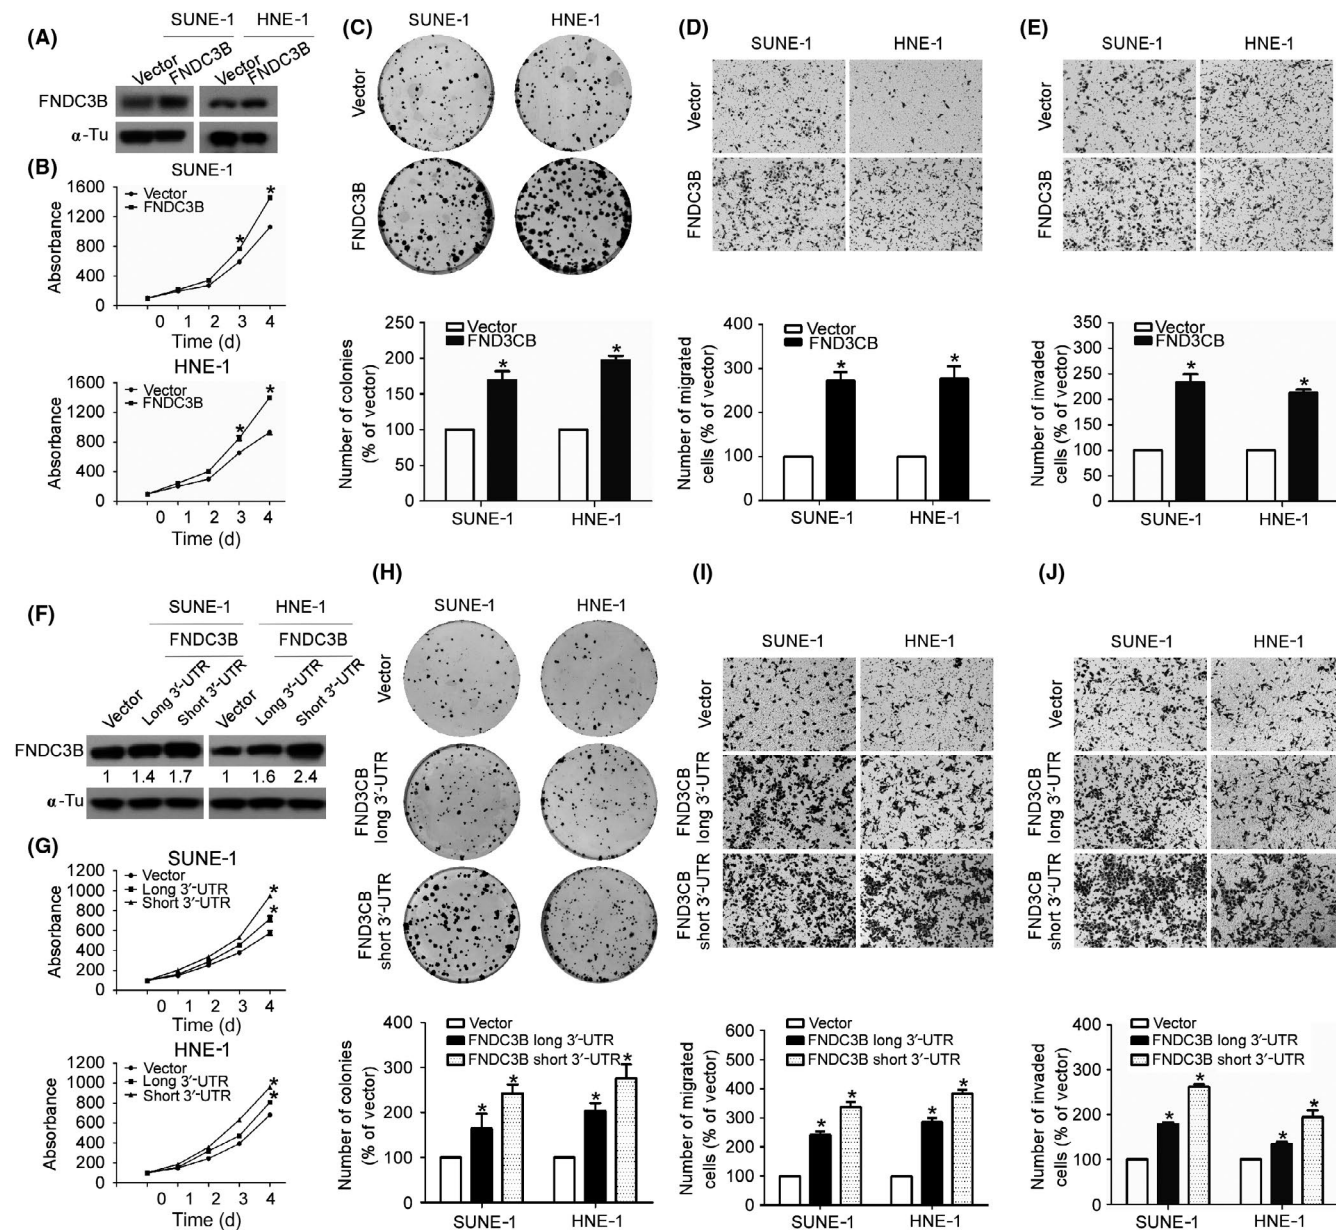 (A)
SUNE-1 HNE-1
Vector FNDC3B Vector FNDC3B
FNDC3B
α-Tu
(B)
SUNE-1
1600
1200
800
400
0
Absorbance
Vector
FNDC3B
*
*
0 1 2 3 4
Time (d)
HNE-1
1600
1200
800
400
0
Absorbance
Vector
FNDC3B
*
*
0 1 2 3 4
Time (d)
(C)
SUNE-1 HNE-1
Vector
FNDC3B
Number of colonies
(% of vector)
250
200
150
100
50
0
Vector
FND3CB
* *
SUNE-1 HNE-1
(D)
SUNE-1 HNE-1
Vector
FNDC3B
Number of migrated
cells (% of vector)
400
300
200
100
0
Vector
FND3CB
* *
SUNE-1 HNE-1
(E)
SUNE-1 HNE-1
Vector
FNDC3B
Number of invaded
cells (% of vector)
350
300
250
200
150
100
50
0
Vector
FND3CB
* *
SUNE-1 HNE-1
(F)
SUNE-1 HNE-1
FNDC3B FNDC3B
Vector Long 3′-UTR Short 3′-UTR Vector Long 3′-UTR Short 3′-UTR
FNDC3B
1 1.4 1.7 1 1.6 2.4
α-Tu
(G)
SUNE-1
1200
1000
800
600
400
200
0
Absorbance
Vector
Long 3′-UTR
Short 3′-UTR
*
*
0 1 2 3 4
Time (d)
HNE-1
1200
1000
800
600
400
200
0
Absorbance
Vector
Long 3′-UTR
Short 3′-UTR
*
*
0 1 2 3 4
Time (d)
(H)
SUNE-1 HNE-1
Vector
FND3CB
long 3′-UTR
FND3CB
short 3′-UTR
Number of colonies
(% of vector)
400
300
200
100
0
Vector
FNDC3B long 3′-UTR
FNDC3B short 3′-UTR
* * * *
SUNE-1 HNE-1
(I)
SUNE-1 HNE-1
Vector
FND3CB
long 3′-UTR
FND3CB
short 3′-UTR
Number of migrated
cells (% of vector)
600
500
400
300
200
100
0
Vector
FNDC3B long 3′-UTR
FNDC3B short 3′-UTR
* * * *
SUNE-1 HNE-1
(J)
SUNE-1 HNE-1
Vector
FND3CB
long 3′-UTR
FND3CB
short 3′-UTR
Number of invaded
cells (% of vector)
400
300
200
100
0
Vector
FNDC3B long 3′-UTR
FNDC3B short 3′-UTR
* * * *
SUNE-1 HNE-1